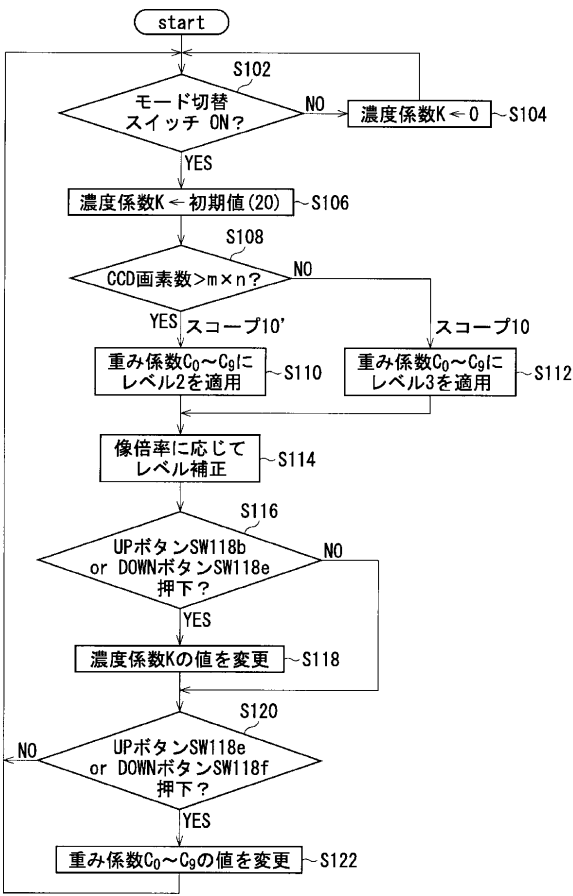 start
S102
モード切替
スイッチ ON?
NO
濃度係数K←0
S104
YES
濃度係数K←初期値(20)
S106
S108
CCD画素数>m×n?
NO
YES
スコープ10'
スコープ10
重み係数C0〜C9に
レベル2を適用
S110
重み係数C0〜C9に
レベル3を適用
S112
像倍率に応じて
レベル補正
S114
S116
UPボタンSW118b
or DOWNボタンSW118e
押下?
NO
YES
濃度係数Kの値を変更
S118
S120
UPボタンSW118e
or DOWNボタンSW118f
押下?
NO
YES
重み係数C0〜C9の値を変更
S122